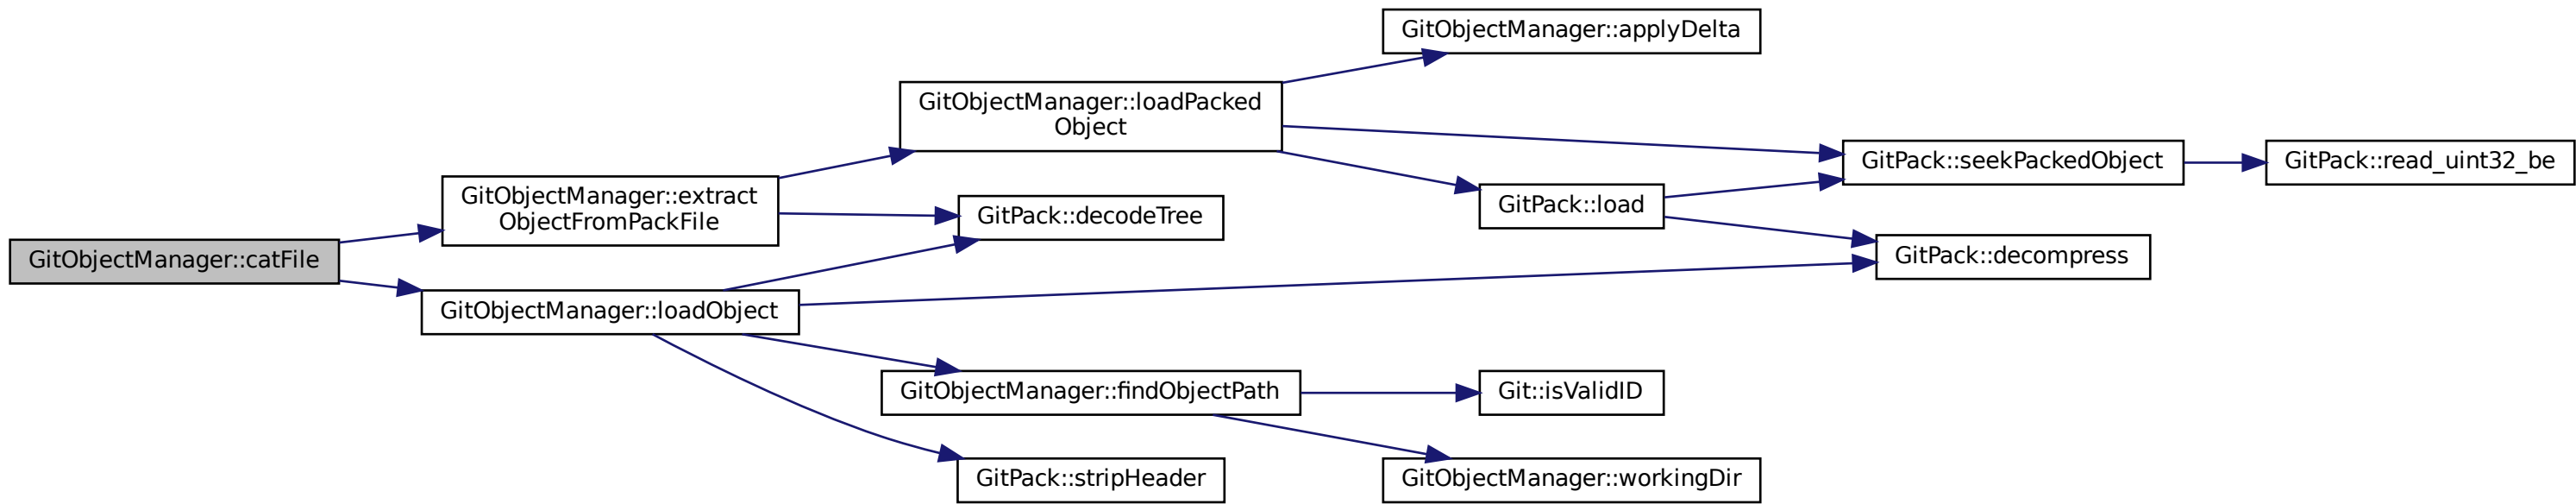 GitObjectManager::catFile
GitObjectManager::extract
ObjectFromPackFile
GitObjectManager::loadObject
GitObjectManager::loadPacked
Object
GitPack::decodeTree
GitObjectManager::findObjectPath
GitPack::stripHeader
GitObjectManager::applyDelta
GitPack::load
Git::isValidID
GitObjectManager::workingDir
GitPack::seekPackedObject
GitPack::decompress
GitPack::read_uint32_be